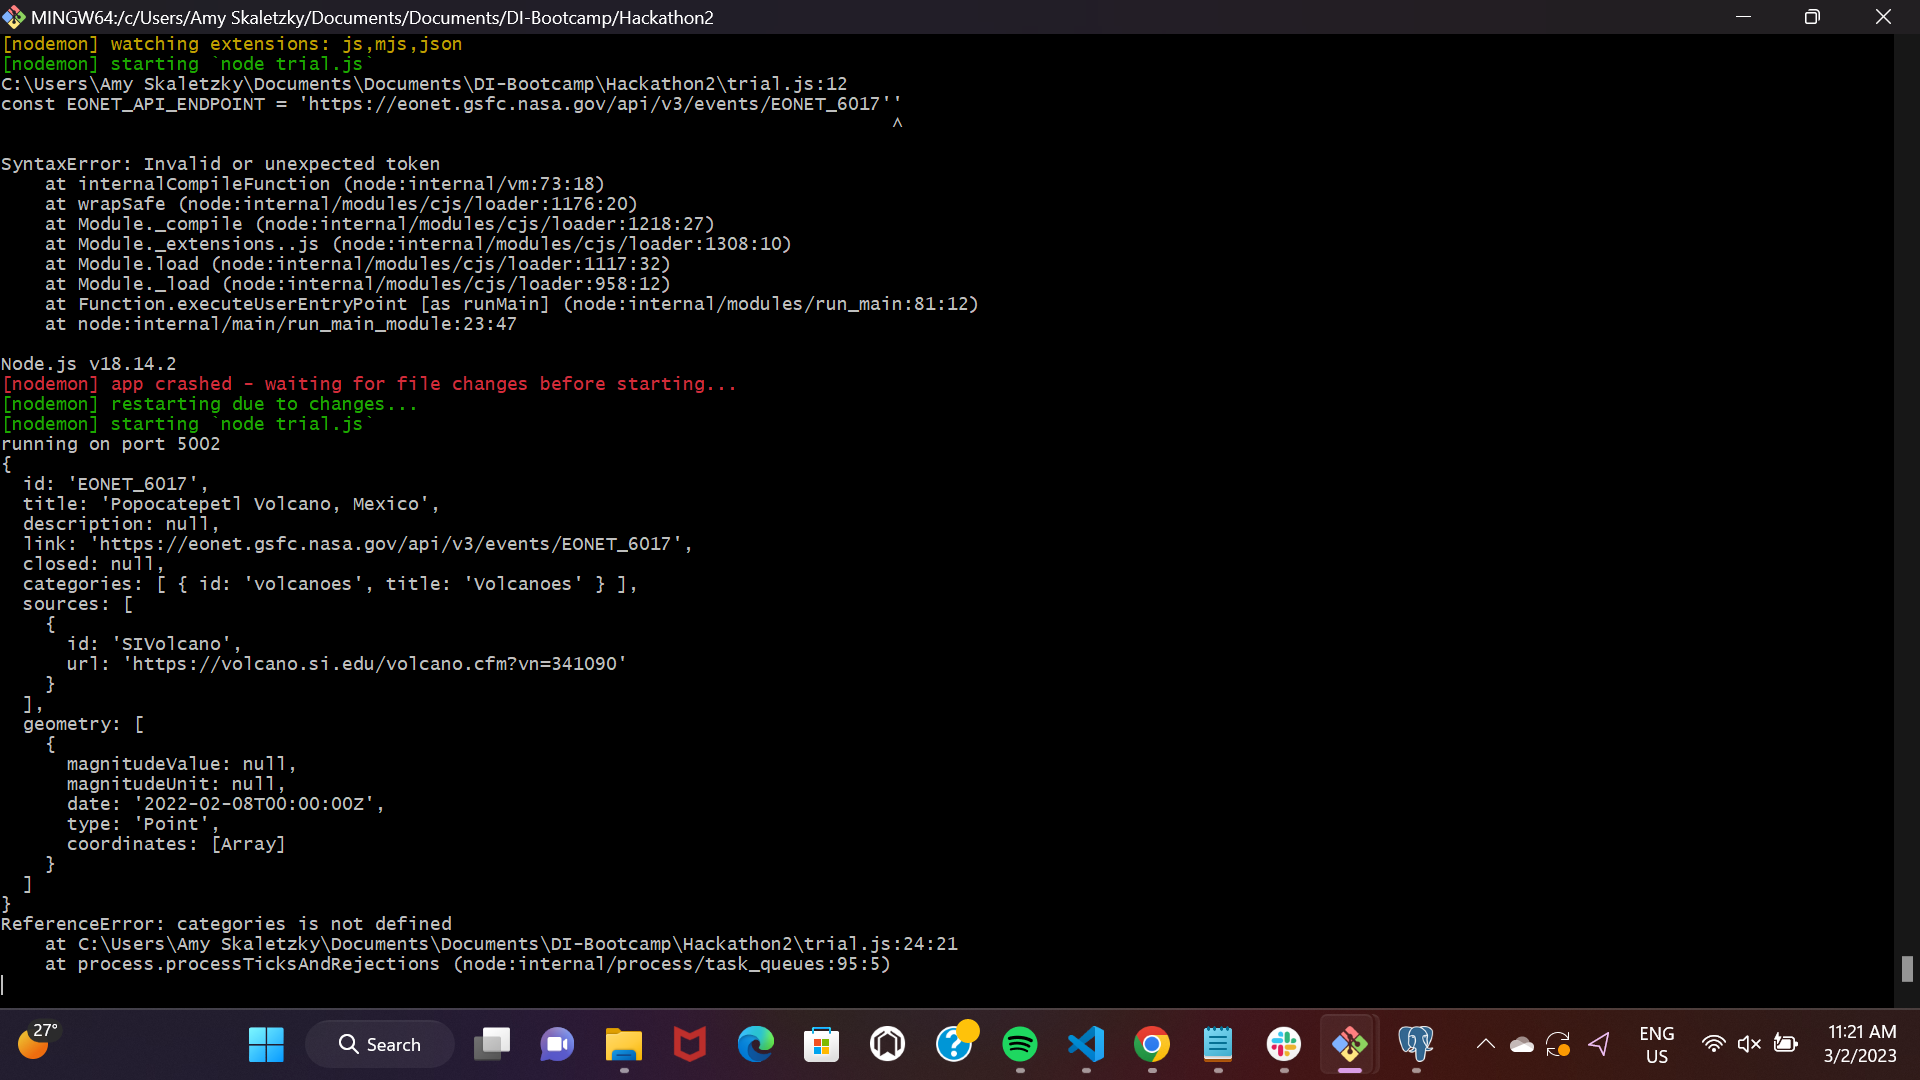 MINGW64:/c/Users/Amy Skaletzky/Documents/Documents/DI-Bootcamp/Hackathon2
[nodemon] watching extensions: js,mjs,json
[nodemon] starting `node trial.js`
C:\Users\Amy Skaletzky\Documents\Documents\DI-Bootcamp\Hackathon2\trial.js:12
const EONET_API_ENDPOINT = 'https://eonet.gsfc.nasa.gov/api/v3/events/EONET_6017''
^
SyntaxError: Invalid or unexpected token
    at internalCompileFunction (node:internal/vm:73:18)
    at wrapSafe (node:internal/modules/cjs/loader:1176:20)
    at Module._compile (node:internal/modules/cjs/loader:1218:27)
    at Module._extensions..js (node:internal/modules/cjs/loader:1308:10)
    at Module.load (node:internal/modules/cjs/loader:1117:32)
    at Module._load (node:internal/modules/cjs/loader:958:12)
    at Function.executeUserEntryPoint [as runMain] (node:internal/modules/run_main:81:12)
    at node:internal/main/run_main_module:23:47
Node.js v18.14.2
[nodemon] app crashed - waiting for file changes before starting...
[nodemon] restarting due to changes...
[nodemon] starting `node trial.js`
running on port 5002
{
  id: 'EONET_6017',
  title: 'Popocatepetl Volcano, Mexico',
  description: null,
  link: 'https://eonet.gsfc.nasa.gov/api/v3/events/EONET_6017',
  closed: null,
  categories: [ { id: 'volcanoes', title: 'Volcanoes' } ],
  sources: [
    {
      id: 'SIVolcano',
      url: 'https://volcano.si.edu/volcano.cfm?vn=341090'
    }
  ],
  geometry: [
    {
      magnitudeValue: null,
      magnitudeUnit: null,
      date: '2022-02-08T00:00:00Z',
      type: 'Point',
      coordinates: [Array]
    }
  ]
}
ReferenceError: categories is not defined
    at C:\Users\Amy Skaletzky\Documents\Documents\DI-Bootcamp\Hackathon2\trial.js:24:21
    at process.processTicksAndRejections (node:internal/process/task_queues:95:5)
27°
Search
ENG
US
11:21 AM
3/2/2023